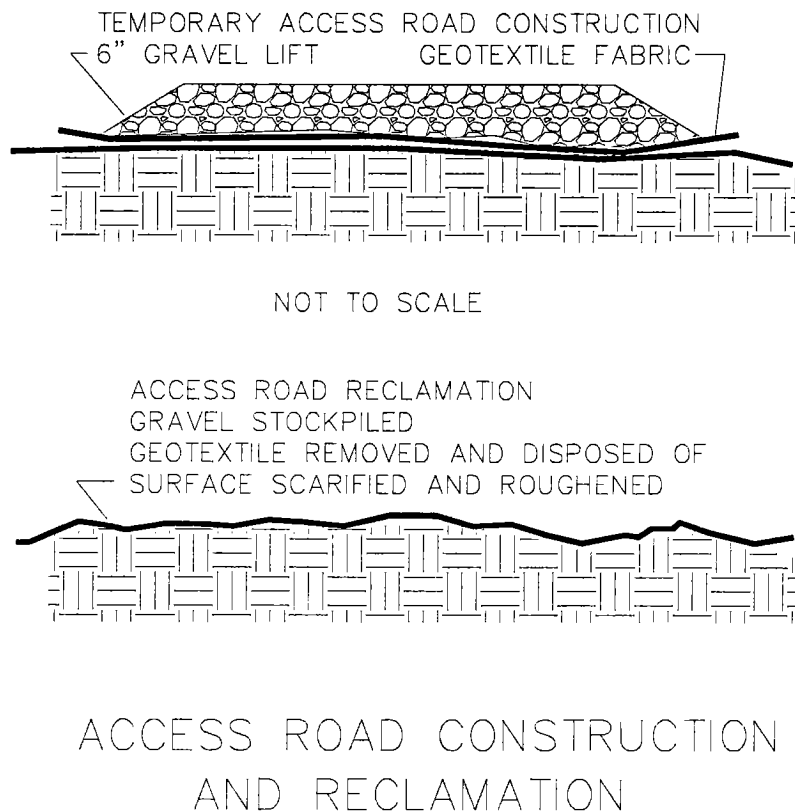 TEMPORARY ACCESS ROAD CONSTRUCTION
6" GRAVEL LIFT GEOTEXTILE FABRIC
NOT TO SCALE
ACCESS ROAD RECLAMATION
GRAVEL STOCKPILED
GEOTEXTILE REMOVED AND DISPOSED OF
SURFACE SCARIFIED AND ROUGHENED
ACCESS ROAD CONSTRUCTION
AND RECLAMATION